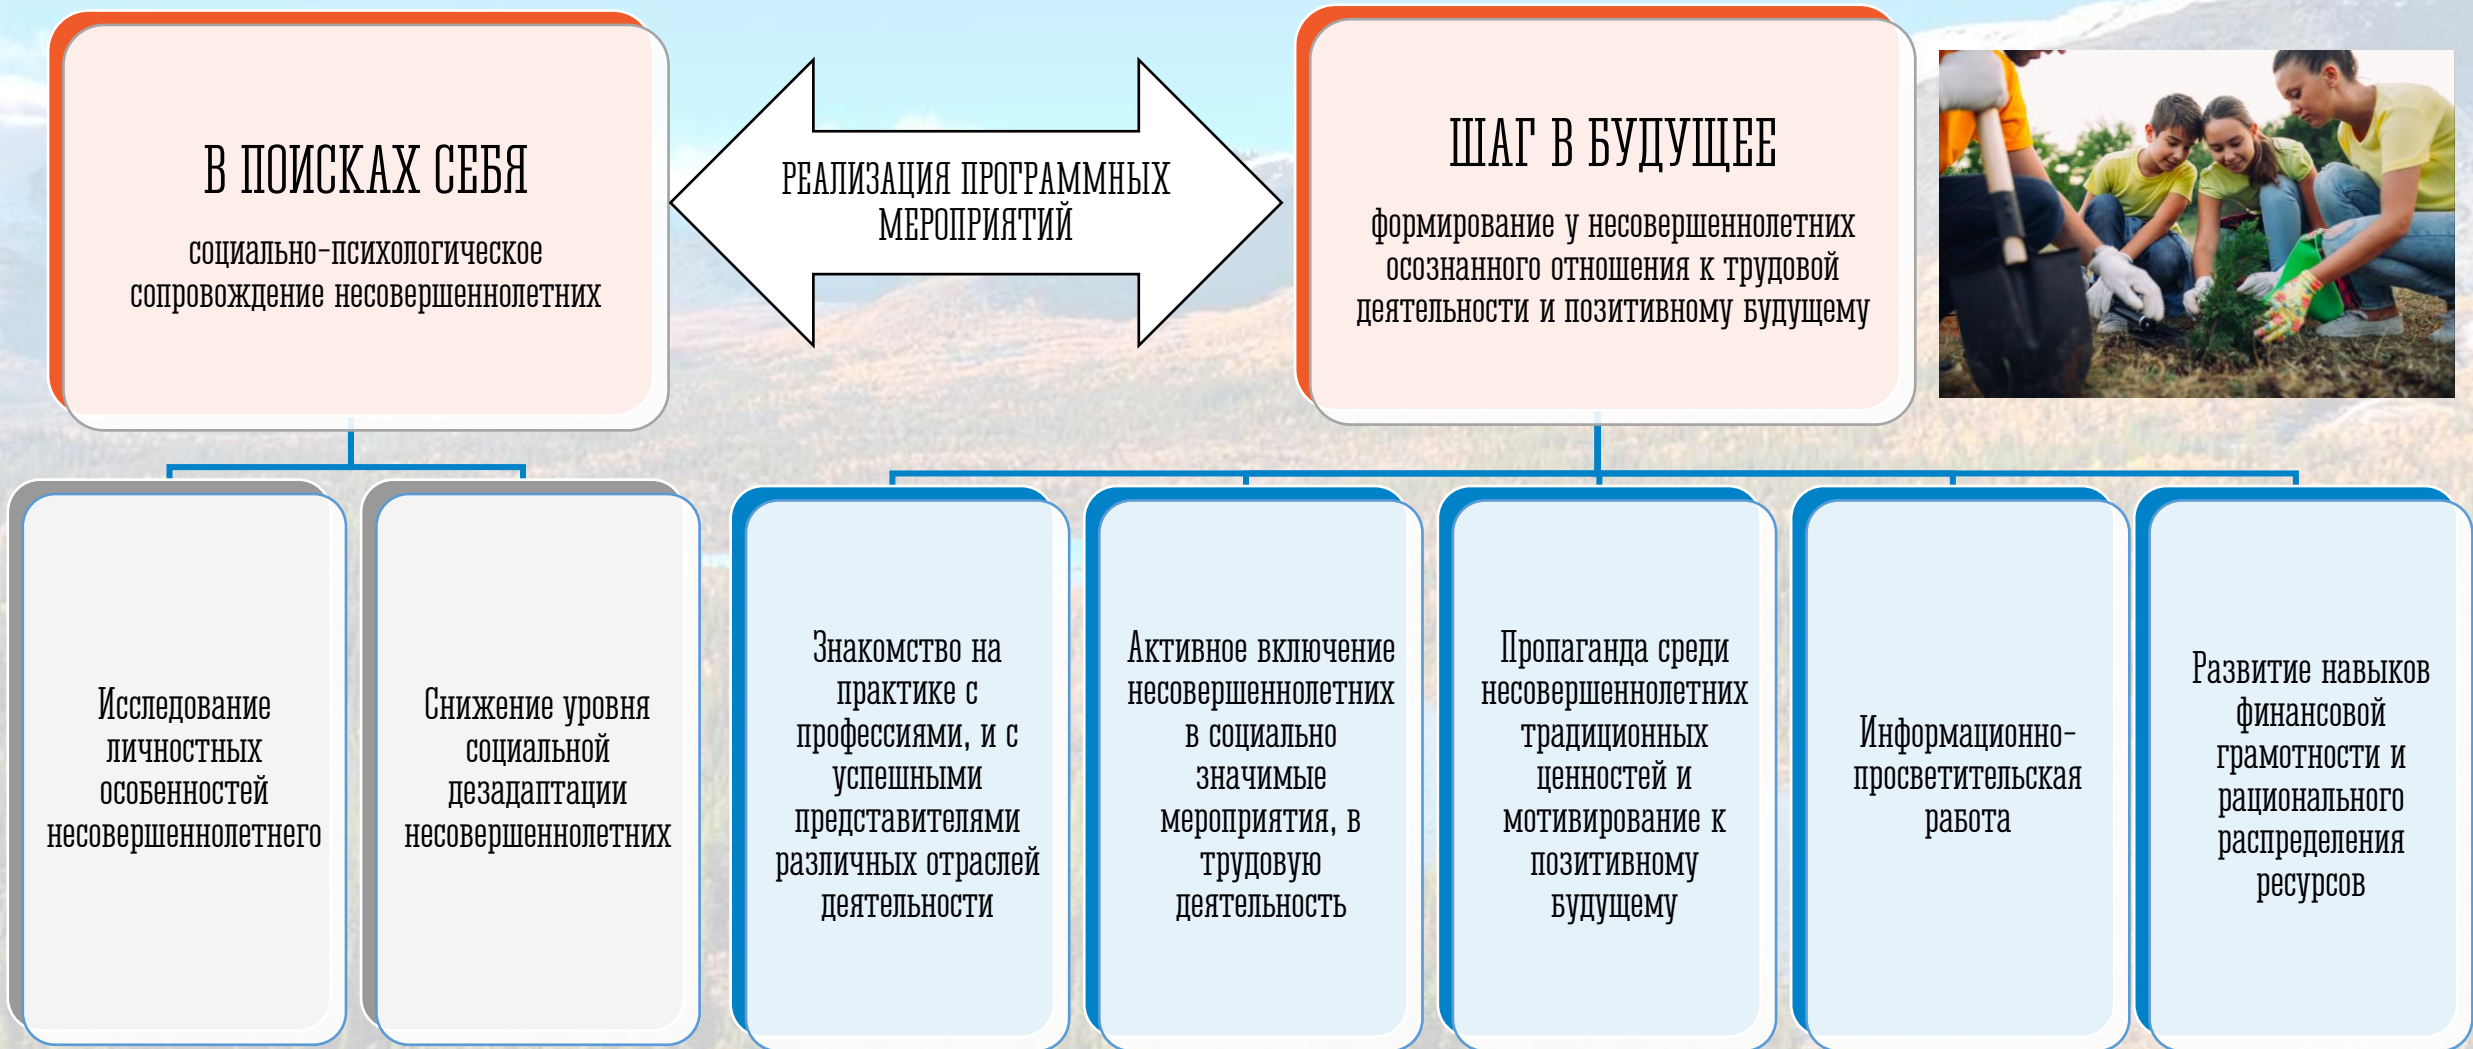 В ПОИСКАХ СЕБЯ
социально-психологическое
сопровождение несовершеннолетних
РЕАЛИЗАЦИЯ ПРОГРАММНЫХ
МЕРОПРИЯТИЙ
ШАГ В БУДУЩЕЕ
формирование у несовершеннолетних
осознанного отношения к трудовой
деятельности и позитивному будущему
Исследование
личностных
особенностей
несовершеннолетнего
Снижение уровня
социальной
дезадаптации
несовершеннолетних
Знакомство на
практике с
профессиями, и с
успешными
представителями
различных отраслей
деятельности
Активное включение
несовершеннолетних
в социально
значимые
мероприятия, в
трудовую
деятельность
Пропаганда среди
несовершеннолетних
традиционных
ценностей и
мотивирование к
позитивному
будущему
Информационно-
просветительская
работа
Развитие навыков
финансовой
грамотности и
рационального
распределения
ресурсов